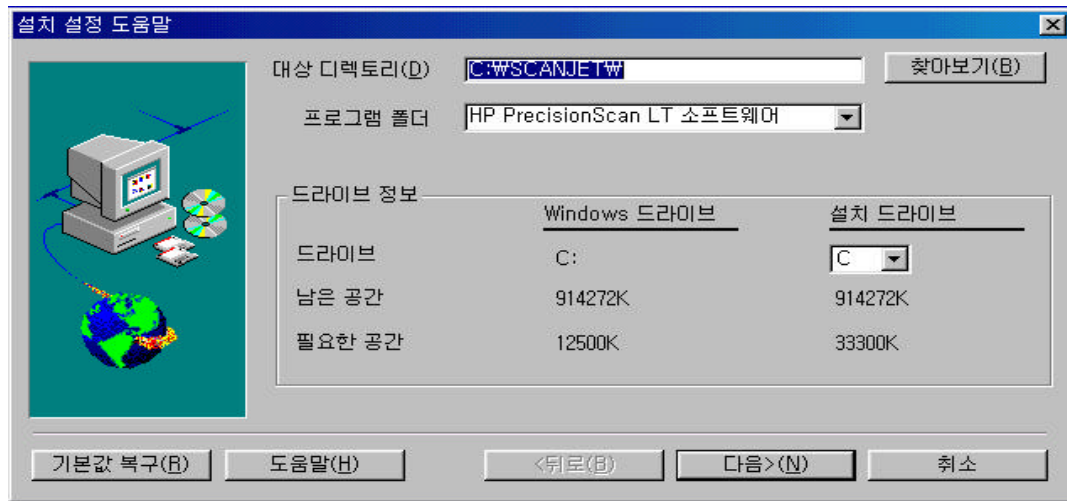 설치 설정 도움말
대상 디렉토리(D) C:₩SCANJET₩ 찾아보기(B)
프로그램 폴더 HP PrecisionScan LT 소프트웨어
드라이브 정보
Windows 드라이브 설치 드라이브
드라이브 C: C
남은 공간 914272K 914272K
필요한 공간 12500K 33300K
기본값 복구(R) 도움말(H) <뒤로(B) 다음>(N) 취소